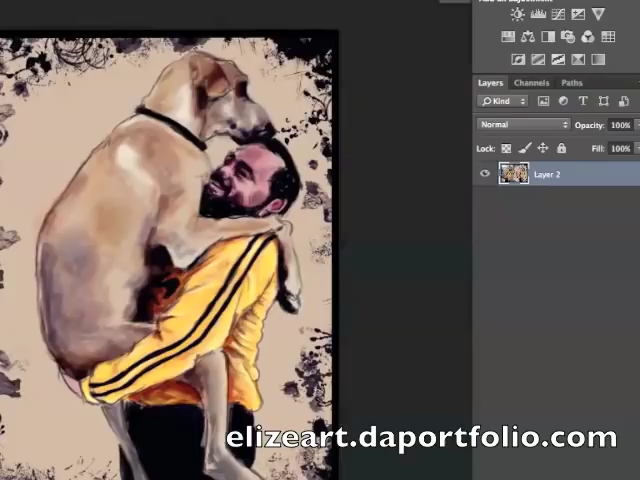 Layers Channels Paths
Kind
Normal Opacity: 100%
Lock: Fill: 100%
Layer 2
elizeart.daportfolio.com